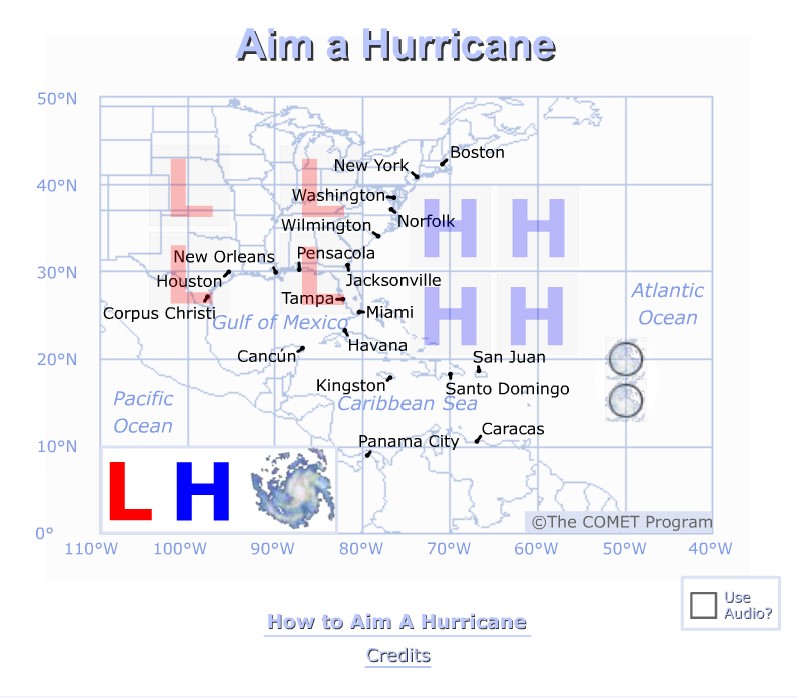 Aim a Hurricane
50°N
Boston
New York
40°N
L
L
Washington
Norfolk
H
H
Wilmington
New Orleans
Pensacola
30°N
L
L
Houston
Jacksonville
Tampa
Corpus Christi
Gulf of Mexico
Miami
H
H
Atlantic
Ocean
Havana
Cancún
20°N
San Juan
Kingston
Santo Domingo
Pacific
Ocean
Caribbean Sea
Caracas
Panama City
10°N
L H
©The COMET Program
0°
110°W 100°W 90°W 80°W 70°W 60°W 50°W 40°W
Use
Audio?
How to Aim A Hurricane
Credits